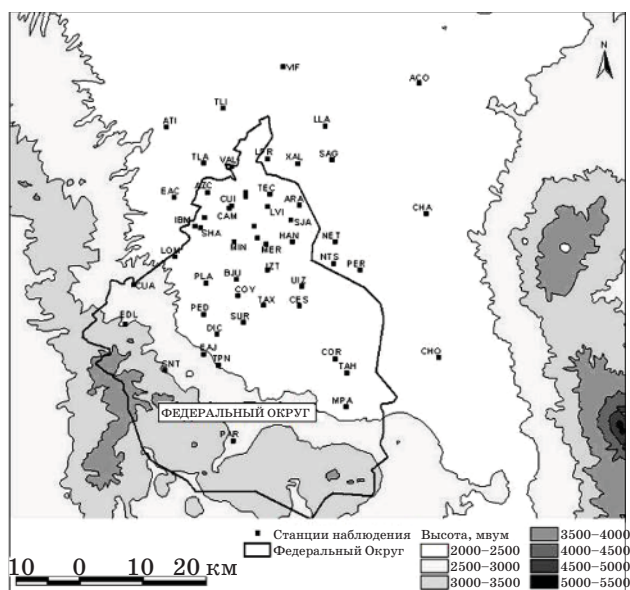 VIF
N
ACO
TLI
ATI
LLA
TLA
VAL
LPR
XAL
SAG
EAC
AZC
CUI
TEC
ARA
CHA
CAM
LVI
SJA
IBM
SHA
MIN
MER
HAN
NET
LOM
IZT
NTS
PER
CUA
PLA
BJU
UIZ
COY
EDL
PED
TAX
CES
SUR
DIC
EAJ
TPN
COR
CHO
SNT
TAH
ФЕДЕРАЛЬНЫЙ ОКРУГ
MPA
PAR
Станции наблюдения
Федеральный Округ
Высота, мвум
2000–2500
2500–3000
3000–3500
3500–4000
4000–4500
4500–5000
5000–5500
10 0 10 20 км